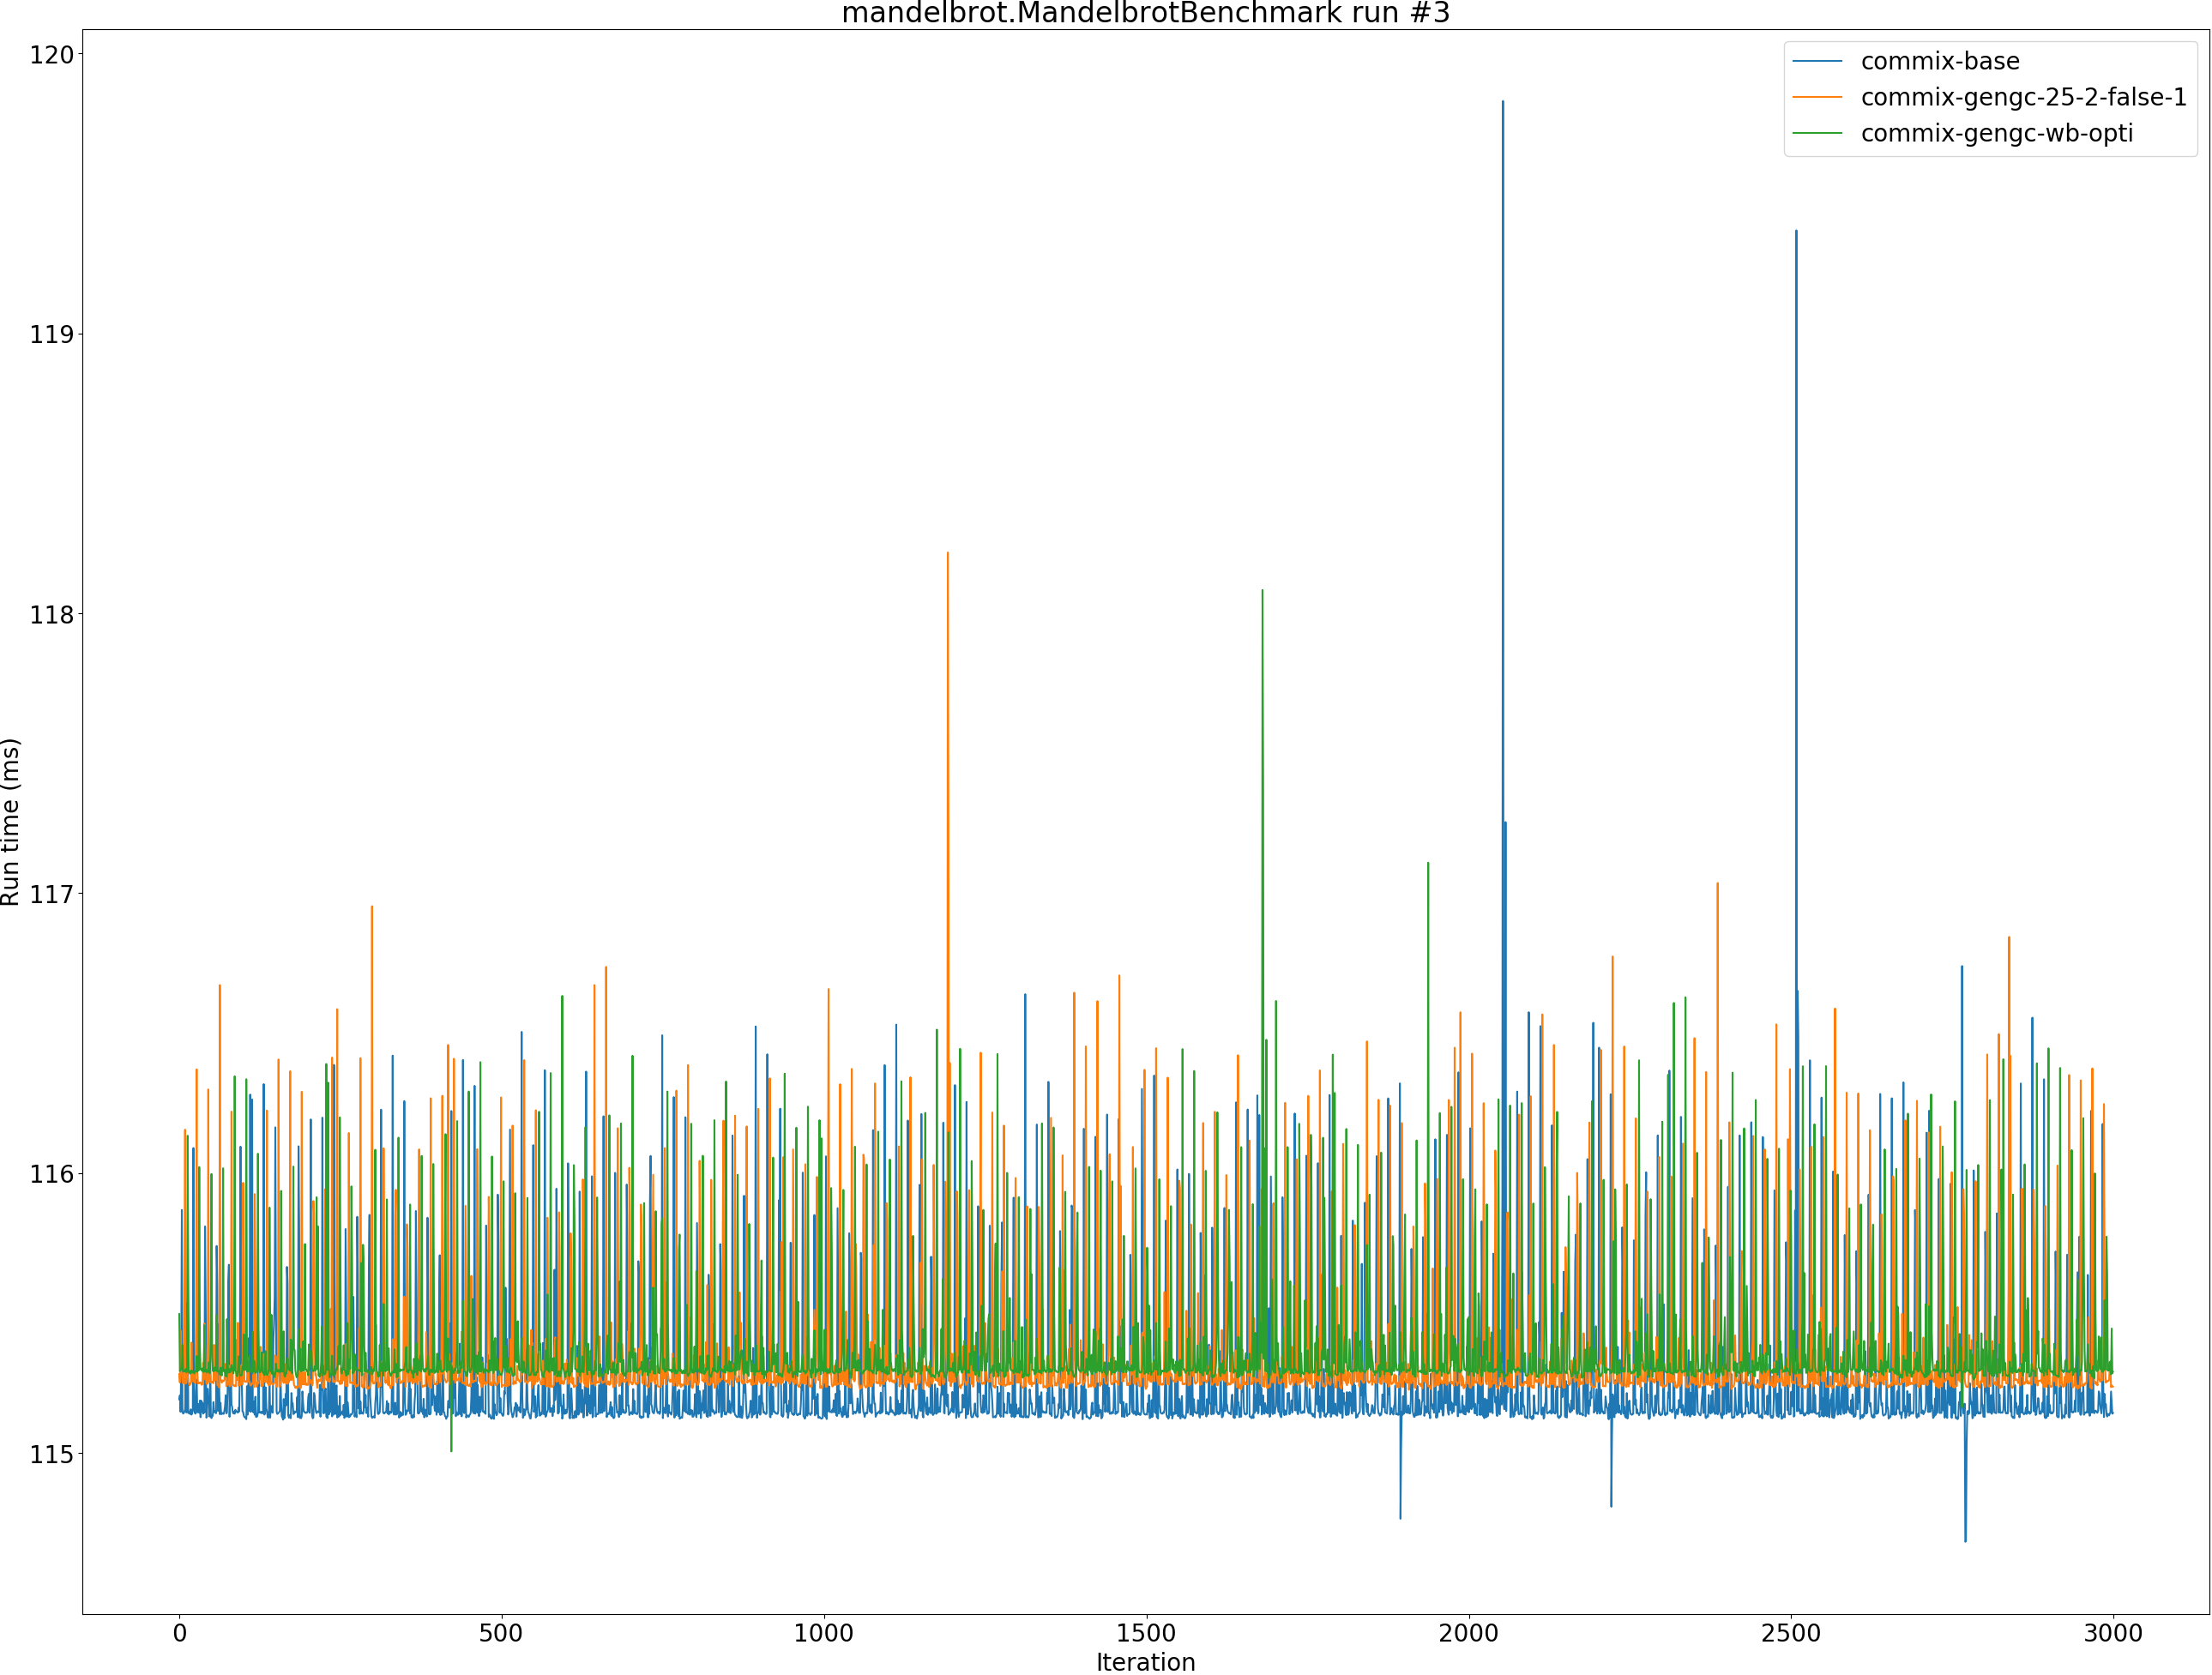 mandelbrot.MandelbrotBenchmark run #3
commix-base
commix-gengc-25-2-false-1
commix-gengc-wb-opti
Run time (ms)
120
119
118
117
116
115
0 500 1000 1500 2000 2500 3000
Iteration